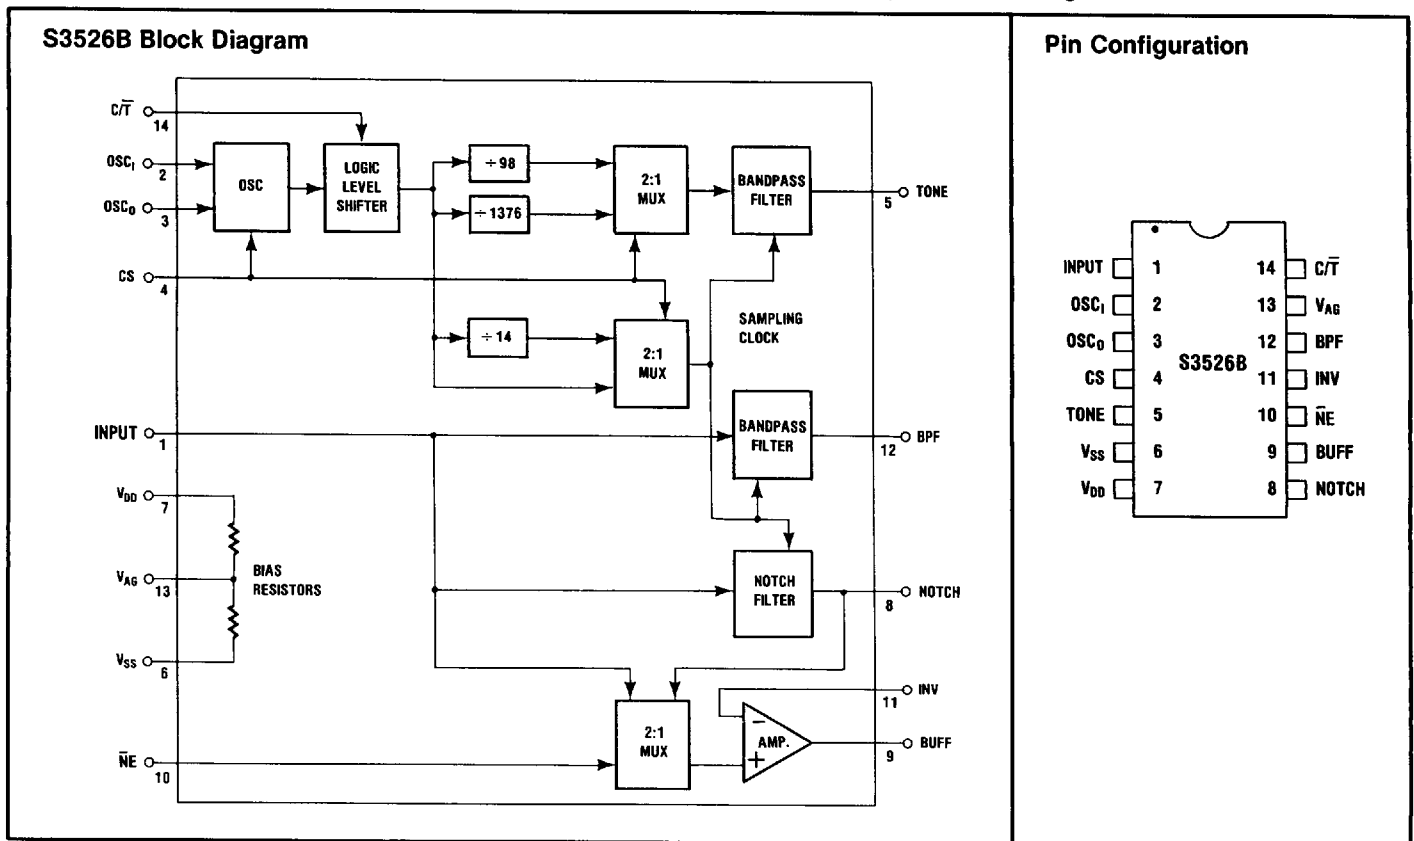 S3526B Block Diagram
C/T̅
14
OSCI
2
OSCO
3
CS
4
OSC
LOGIC
LEVEL
SHIFTER
÷98
÷1376
÷14
2:1
MUX
BANDPASS
FILTER
5
TONE
2:1
MUX
SAMPLING
CLOCK
INPUT
1
BANDPASS
FILTER
12
BPF
VDD
7
VAG
13
VSS
6
BIAS
RESISTORS
NOTCH
FILTER
8
NOTCH
N̅E
10
2:1
MUX
−
AMP.
+
11
INV
9
BUFF
Pin Configuration
INPUT 1 14 C/T̅
OSCI 2 13 VAG
OSCO 3 12 BPF
S3526B
CS 4 11 INV
TONE 5 10 N̅E
VSS 6 9 BUFF
VDD 7 8 NOTCH